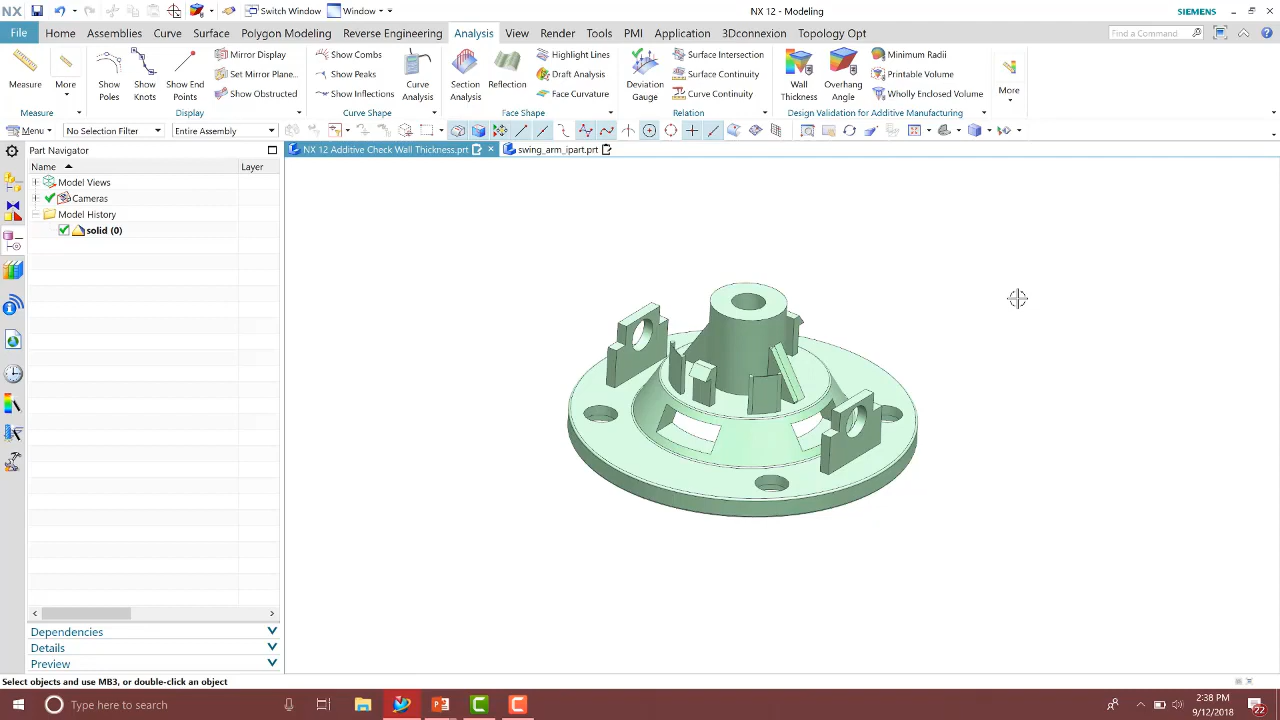 NX
Switch Window
Window
NX 12 - Modeling
SIEMENS
File
Home
Assemblies
Curve
Surface
Polygon Modeling
Reverse Engineering
Analysis
View
Render
Tools
PMI
Application
3Dconnexion
Topology Opt
Find a Command
Measure
More
Measure
Show Poles
Show Knots
Show End Points
Mirror Display
Set Mirror Plane...
Show Obstructed
Display
Show Combs
Show Peaks
Show Inflections
Curve Analysis
Curve Shape
Section Analysis
Reflection
Highlight Lines
Draft Analysis
Face Curvature
Face Shape
Deviation Gauge
Surface Intersection
Surface Continuity
Curve Continuity
Relation
Wall Thickness
Overhang Angle
Minimum Radii
Printable Volume
Wholly Enclosed Volume
Design Validation for Additive Manufacturing
More
Menu
No Selection Filter
Entire Assembly
Part Navigator
NX 12 Additive Check Wall Thickness.prt
swing_arm_ipart.prt
Name
Layer
Model Views
Cameras
Model History
solid (0)
Dependencies
Details
Preview
Select objects and use MB3, or double-click an object
Type here to search
2:38 PM
9/12/2018
22